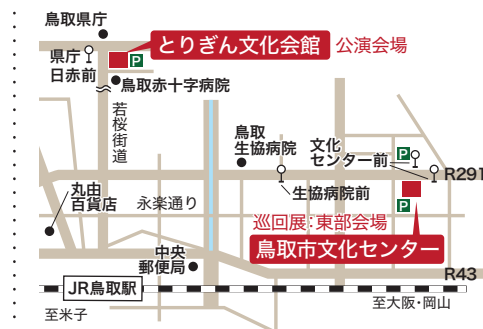 鳥取県庁
とりぎん文化会館 公演会場
県庁
日赤前
P
鳥取赤十字病院
若桜街道
鳥取
生協病院
文化
センター前
P
R291
生協病院前
丸由
百貨店
永楽通り
P
巡回展:東部会場
鳥取市文化センター
中央
郵便局
R43
JR鳥取駅
至米子
至大阪・岡山